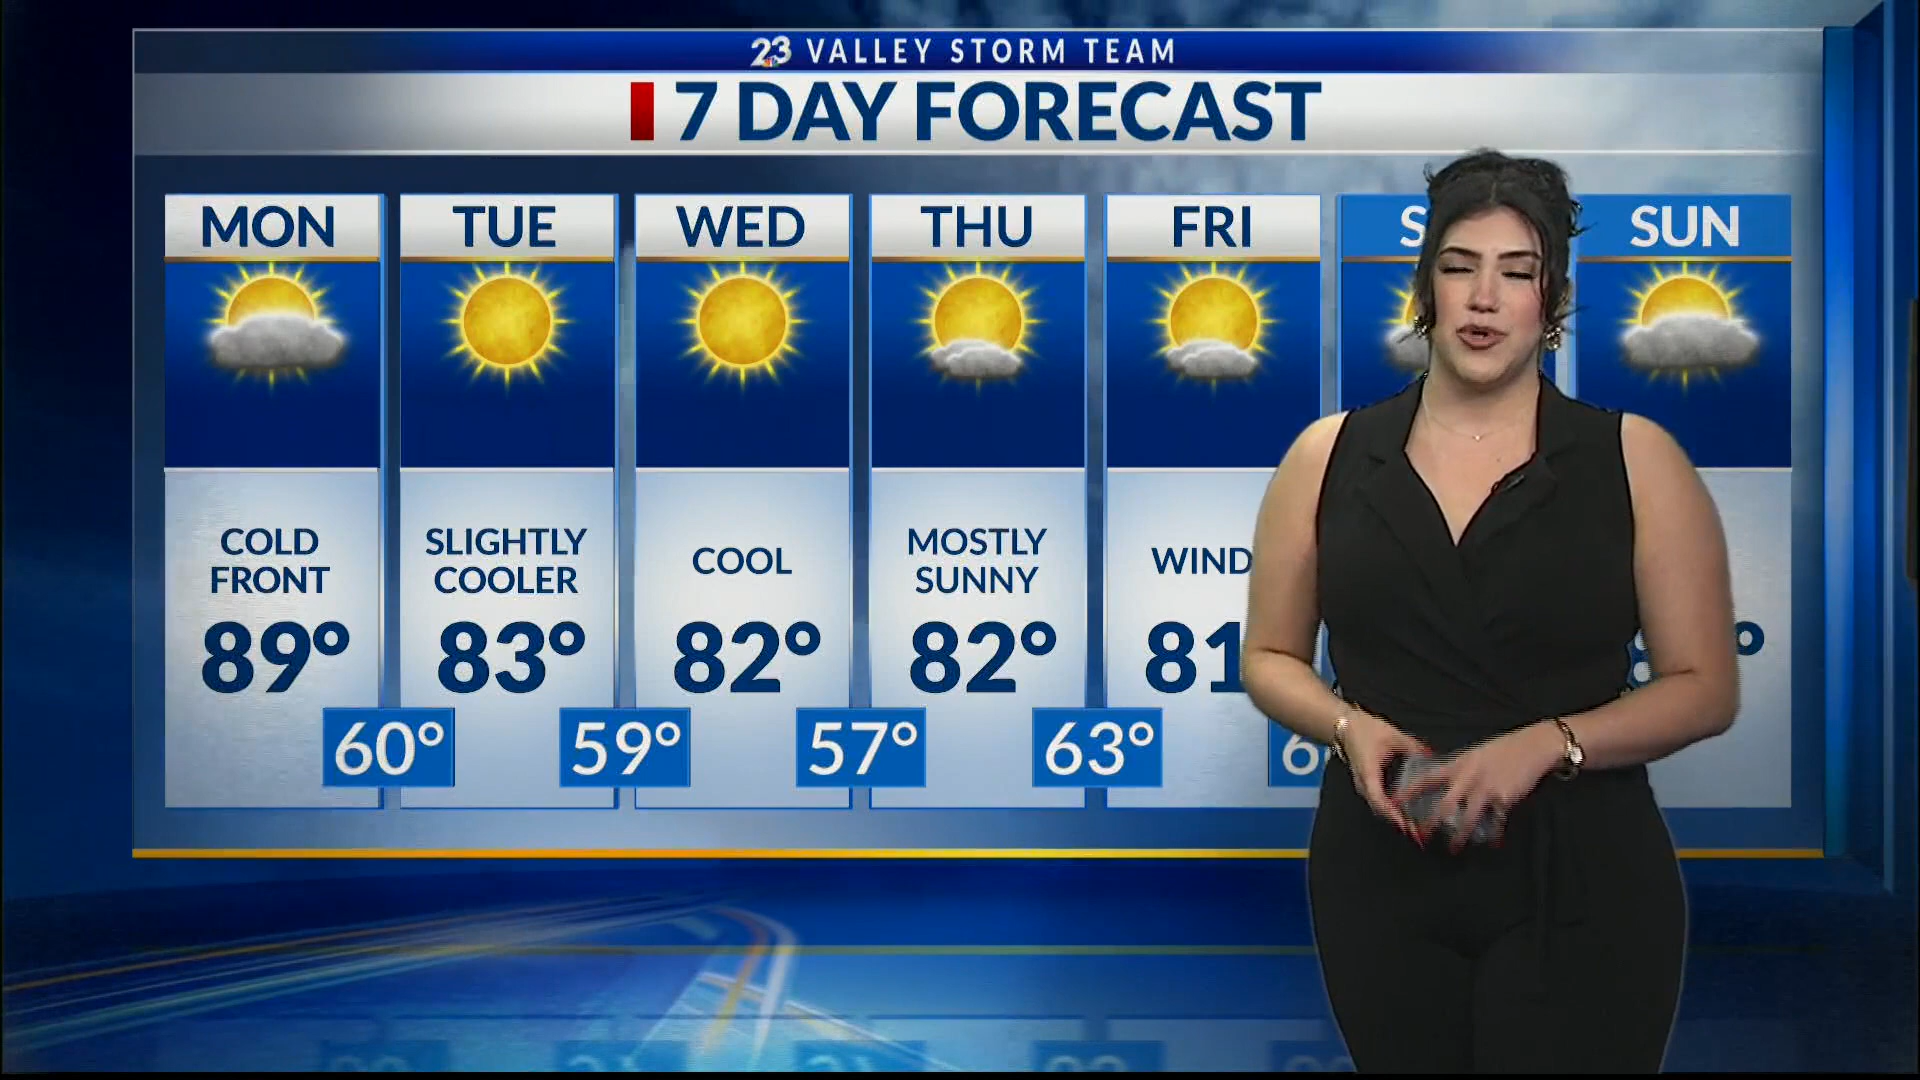 23 VALLEY STORM TEAM
7 DAY FORECAST
MON
TUE
WED
THU
FRI
SUN
COLD
FRONT
SLIGHTLY
COOLER
COOL
MOSTLY
SUNNY
89°
83°
82°
82°
81
60°
59°
57°
63°